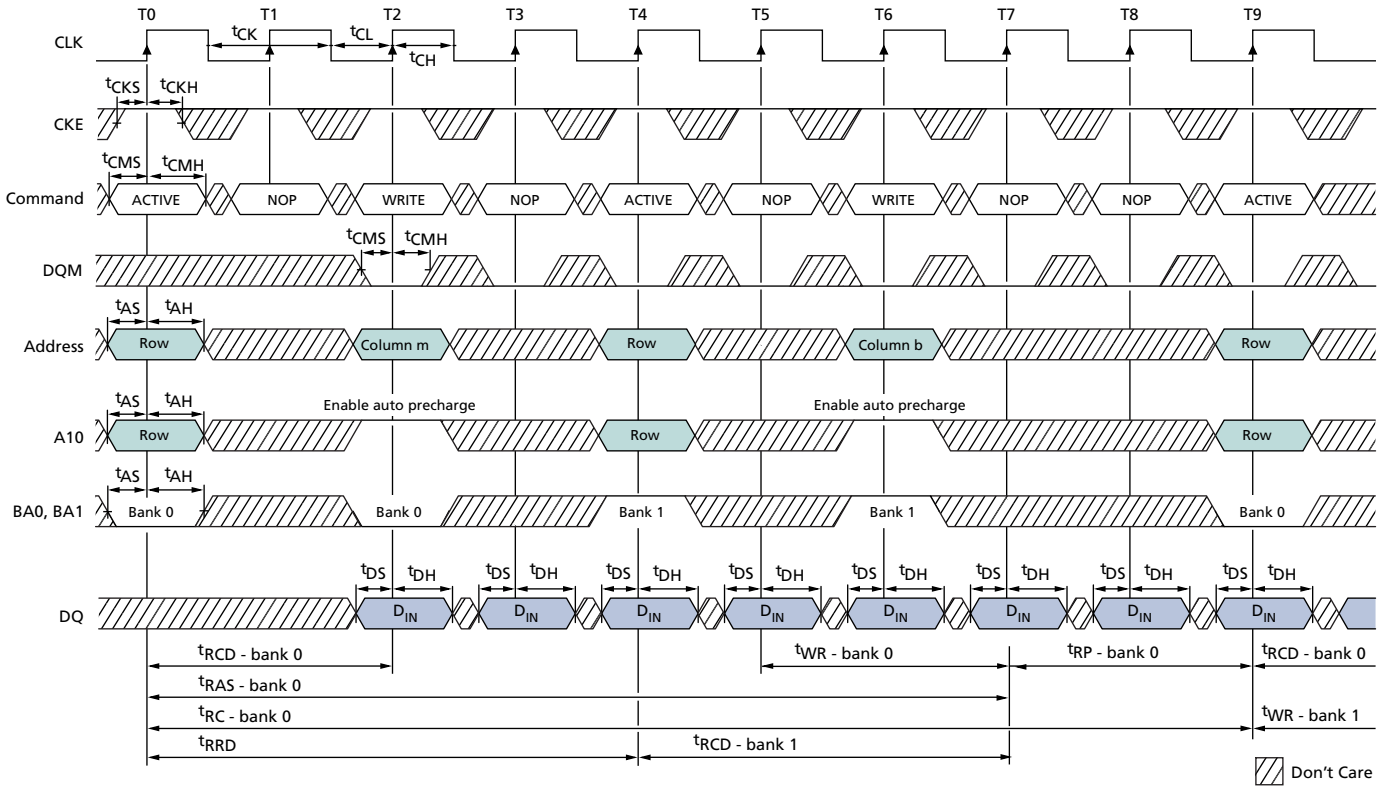 T0 T1 T2 T3 T4 T5 T6 T7 T8 T9
CLK
tCK tCL
tCH
tCKS tCKH
CKE
tCMS tCMH
Command ACTIVE NOP WRITE NOP ACTIVE NOP WRITE NOP NOP ACTIVE
tCMS tCMH
DQM
tAS tAH
Address Row Column m Row Column b Row
tAS tAH Enable auto precharge Enable auto precharge
A10 Row Row Row
tAS tAH
BA0, BA1 Bank 0 Bank 0 Bank 1 Bank 1 Bank 0
tDS tDH tDS tDH tDS tDH tDS tDH tDS tDH tDS tDH tDS tDH tDS tDH
DQ DIN DIN DIN DIN DIN DIN DIN DIN
tRCD - bank 0 tWR - bank 0 tRP - bank 0 tRCD - bank 0
tRAS - bank 0
tRC - bank 0 tWR - bank 1
tRRD tRCD - bank 1
Don't Care